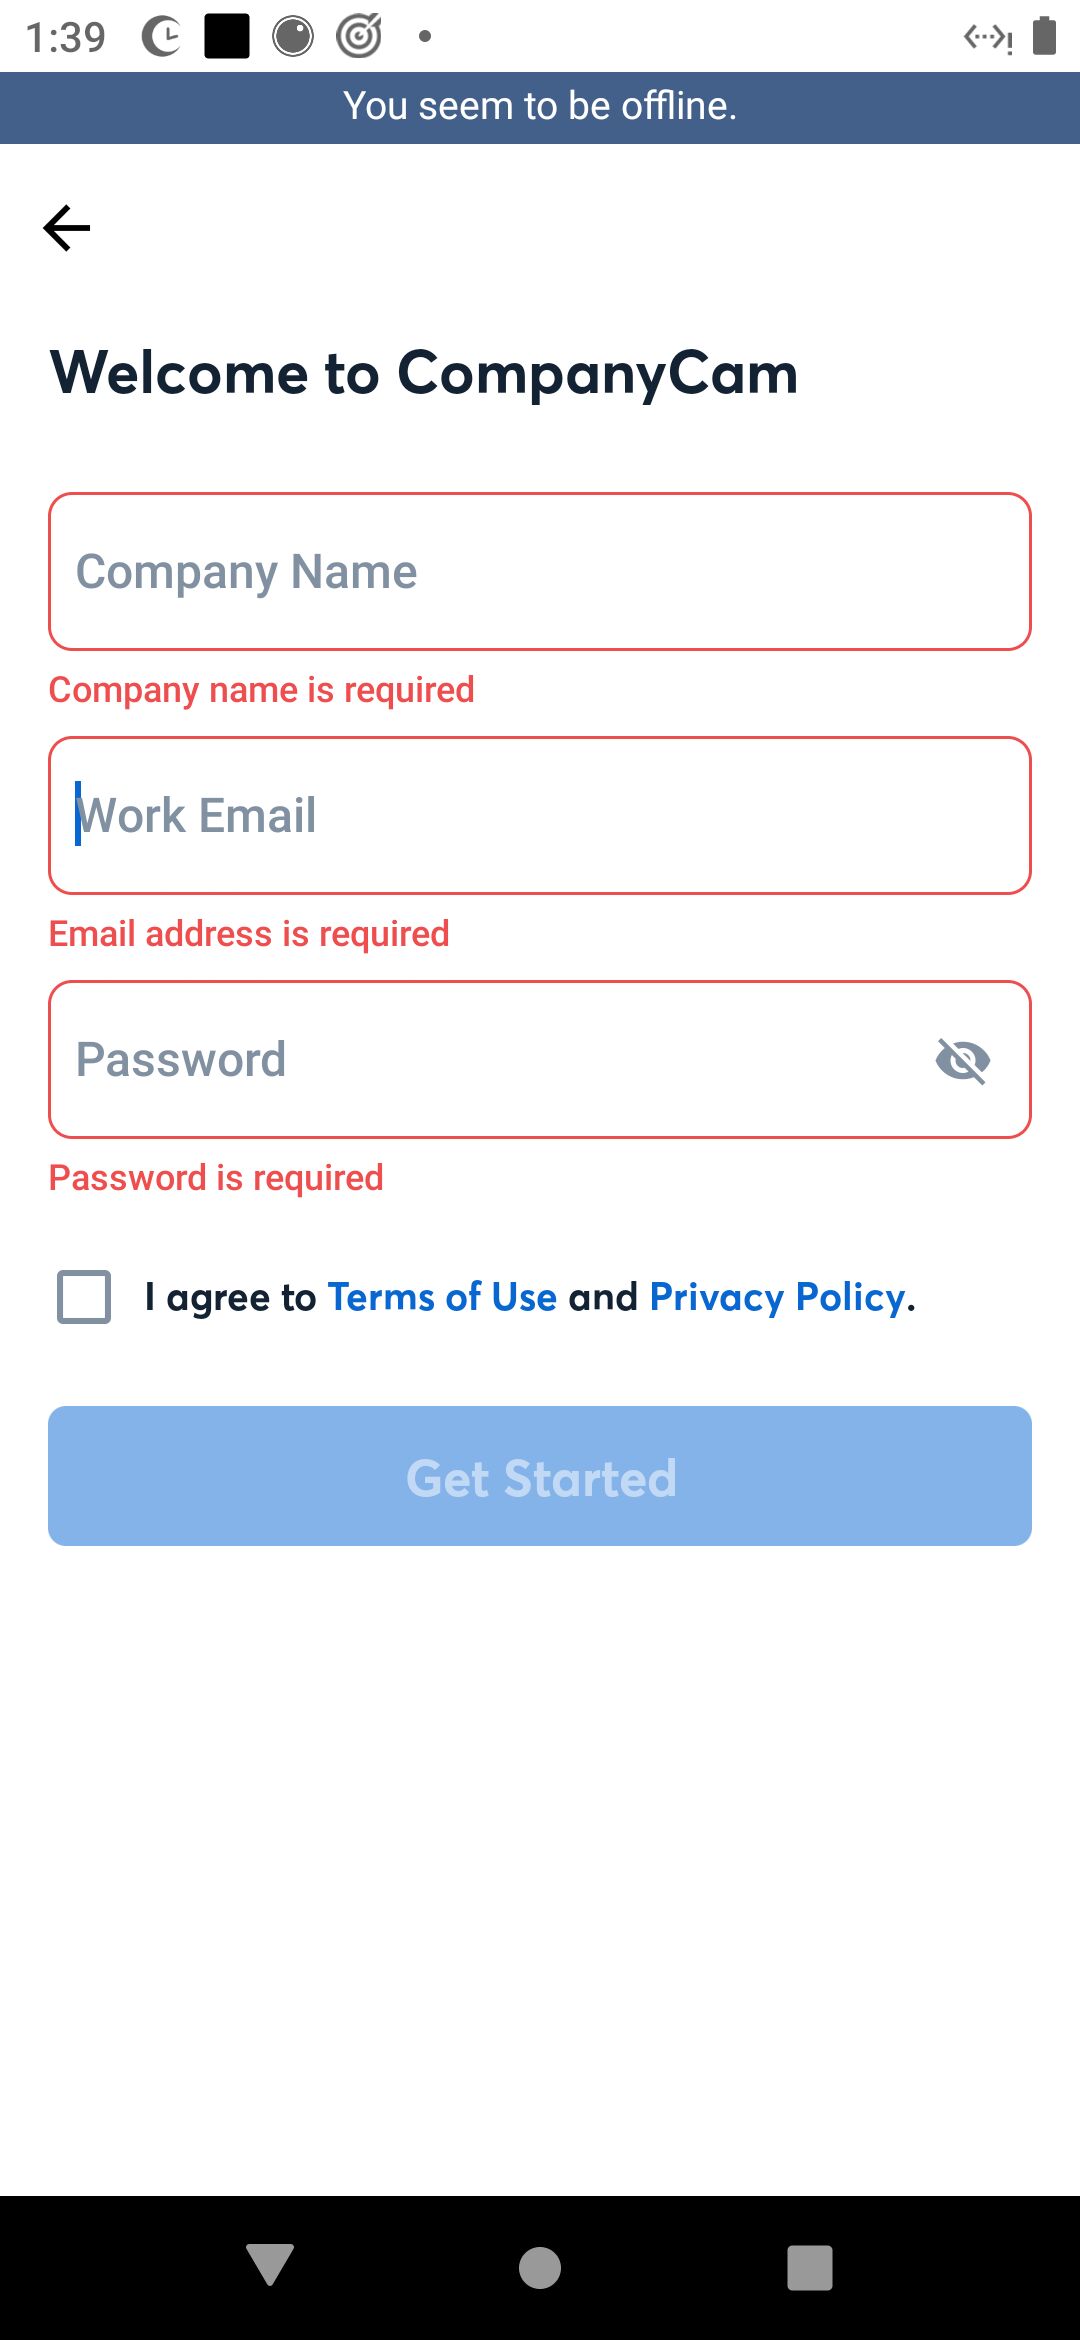 1:39
You seem to be offline.
Welcome to CompanyCam
Company Name
Company name is required
Work Email
Email address is required
Password
Password is required
I agree to Terms of Use and Privacy Policy.
Get Started